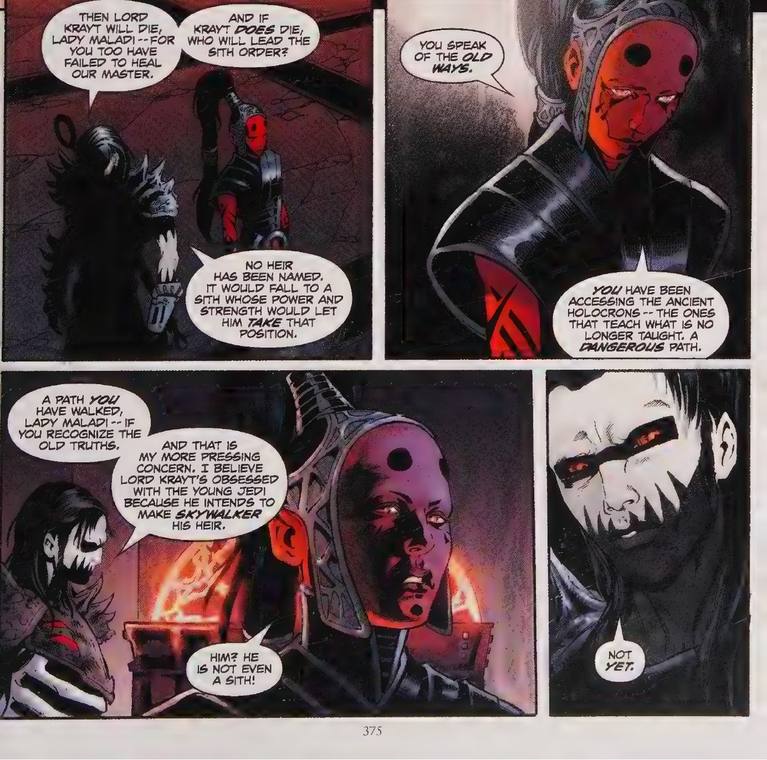 THEN LORD
KRAYT WILL DIE,
LADY MALADI -- FOR
YOU TOO HAVE
FAILED TO HEAL
OUR MASTER.
AND IF
KRAYT DOES DIE,
WHO WILL LEAD THE
SITH ORDER?
NO HEIR
HAS BEEN NAMED.
IT WOULD FALL TO A
SITH WHOSE POWER AND
STRENGTH WOULD LET
HIM TAKE THAT
POSITION.
YOU SPEAK
OF THE OLD
WAYS.
YOU HAVE BEEN
ACCESSING THE ANCIENT
HOLOCRONS -- THE ONES
THAT TEACH WHAT IS NO
LONGER TAUGHT. A
DANGEROUS PATH.
A PATH YOU
HAVE WALKED,
LADY MALADI -- IF
YOU RECOGNIZE THE
OLD TRUTHS.
AND THAT IS
MY MORE PRESSING
CONCERN. I BELIEVE
LORD KRAYT'S OBSESSED
WITH THE YOUNG JEDI
BECAUSE HE INTENDS TO
MAKE SKYWALKER
HIS HEIR.
HIM? HE
IS NOT EVEN
A SITH!
NOT
YET.
375